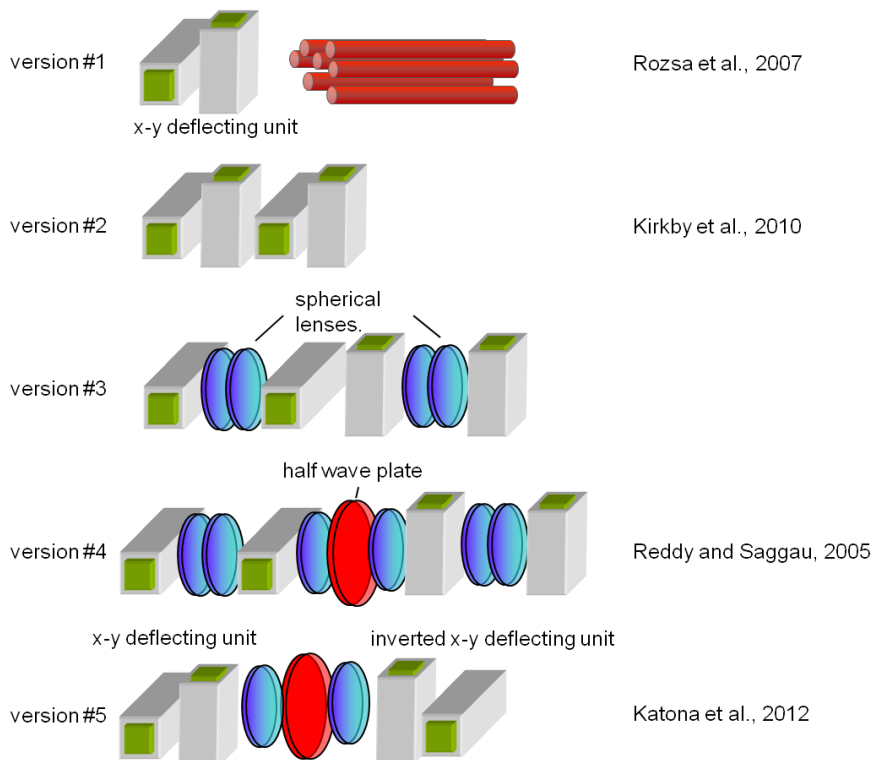 version #1
Rozsa et al., 2007
x-y deflecting unit
version #2
Kirkby et al., 2010
spherical
lenses.
version #3
half wave plate
version #4
Reddy and Saggau, 2005
x-y deflecting unit
inverted x-y deflecting unit
version #5
Katona et al., 2012